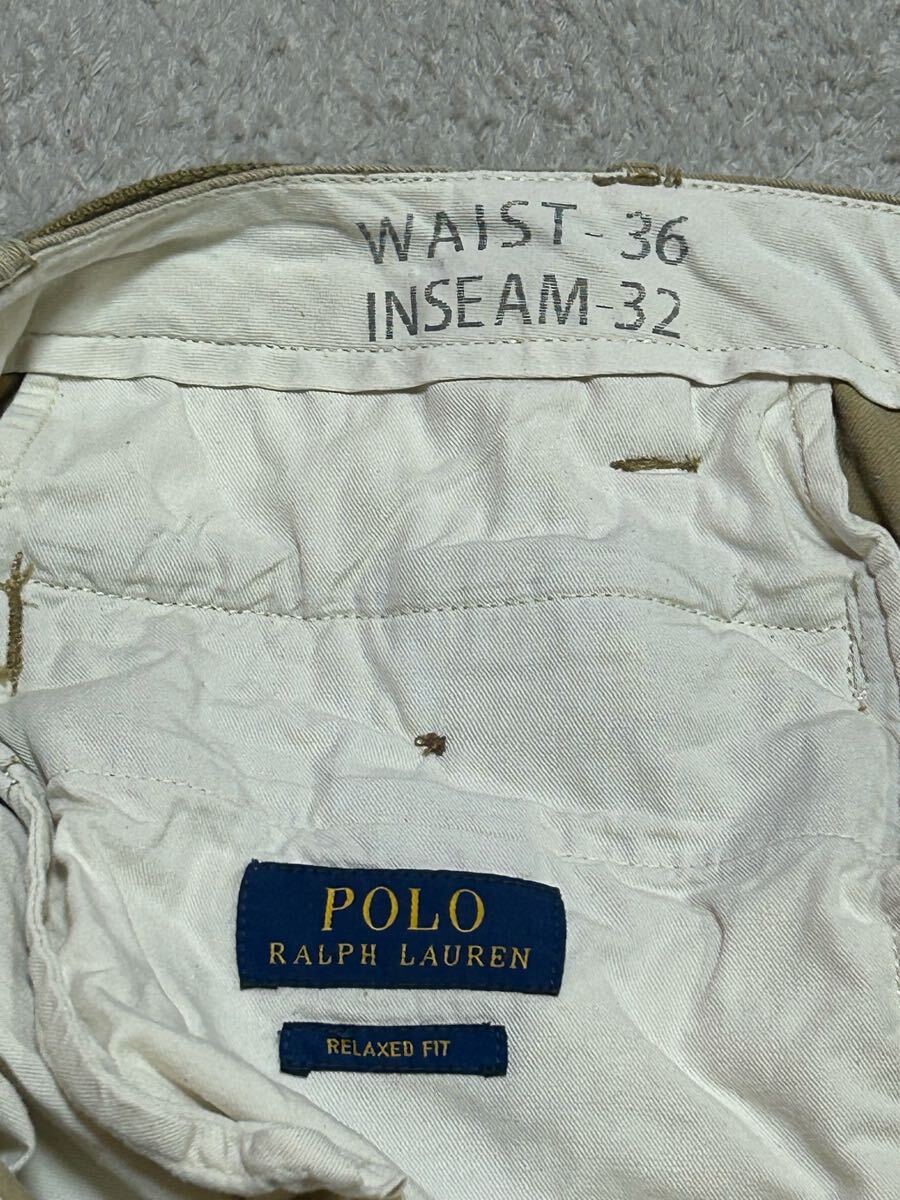 WAIST-36
INSEAM-32
POLO
RALPH LAUREN
RELAXED FIT